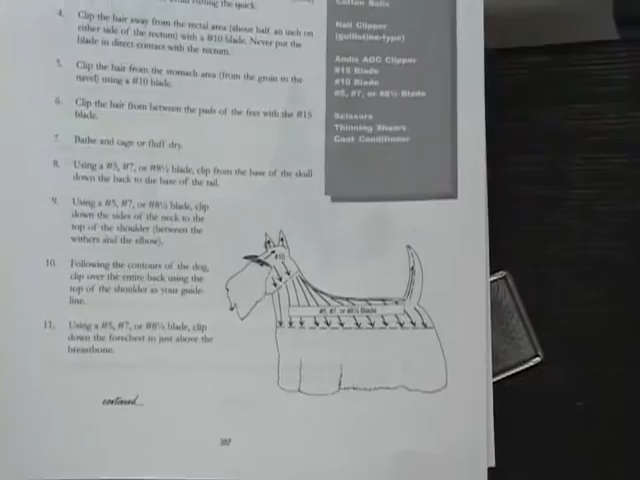 the quick.
4. Clip the hair away from the rectal area (about half an inch on
either side of the rectum) with a #10 blade. Never put the
blade in direct contact with the rectum.
5. Clip the hair from the stomach area (from the groin to the
navel) using a #10 blade.
6. Clip the hair from between the pads of the feet with the #15
blade.
7. Bathe and cage or fluff dry.
8. Using a #5, #7, or #8½ blade, clip from the base of the skull
down the back to the base of the tail.
9. Using a #5, #7, or #8½ blade, clip
down the sides of the neck to the
top of the shoulder (between the
withers and the elbow).
10. Following the contours of the dog,
clip over the entire back using the
top of the shoulder as your guide-
line.
11. Using a #5, #7, or #8½ blade, clip
down the forechest to just above the
breastbone.
continued...
Cotton Balls
Nail Clipper
(guillotine-type)
Andis AGC Clipper
#15 Blade
#10 Blade
#5, #7, or #8½ Blade
Scissors
Thinning Shears
Coat Conditioner
#10
#5, #7, or #8½ Blade
357